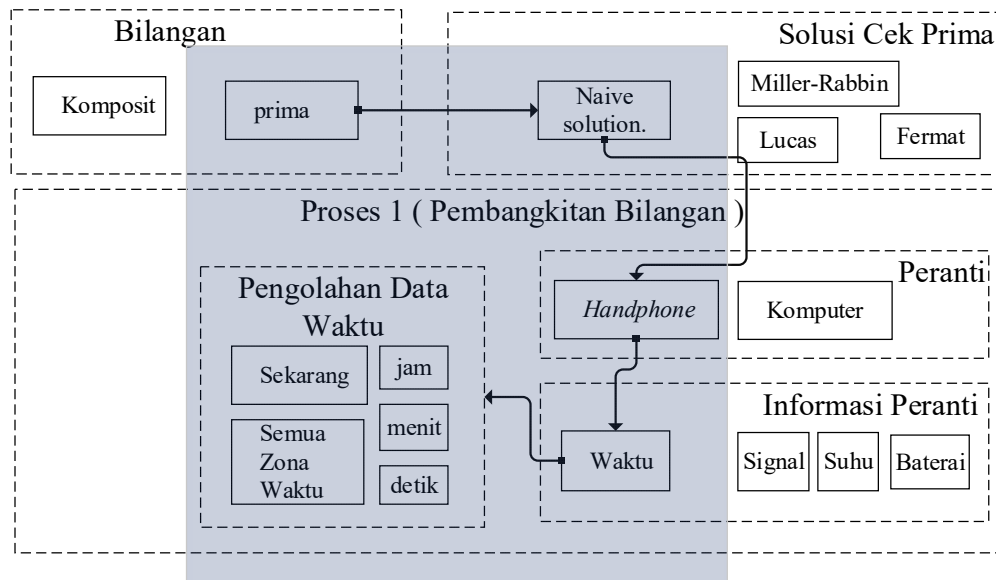 Bilangan
Komposit
prima
Solusi Cek Prima
Naive
solution.
Miller-Rabbin
Lucas
Fermat
Proses 1 ( Pembangkitan Bilangan )
Peranti
Handphone
Komputer
Pengolahan Data
Waktu
Sekarang
jam
menit
detik
Semua
Zona
Waktu
Informasi Peranti
Waktu
Signal
Suhu
Baterai